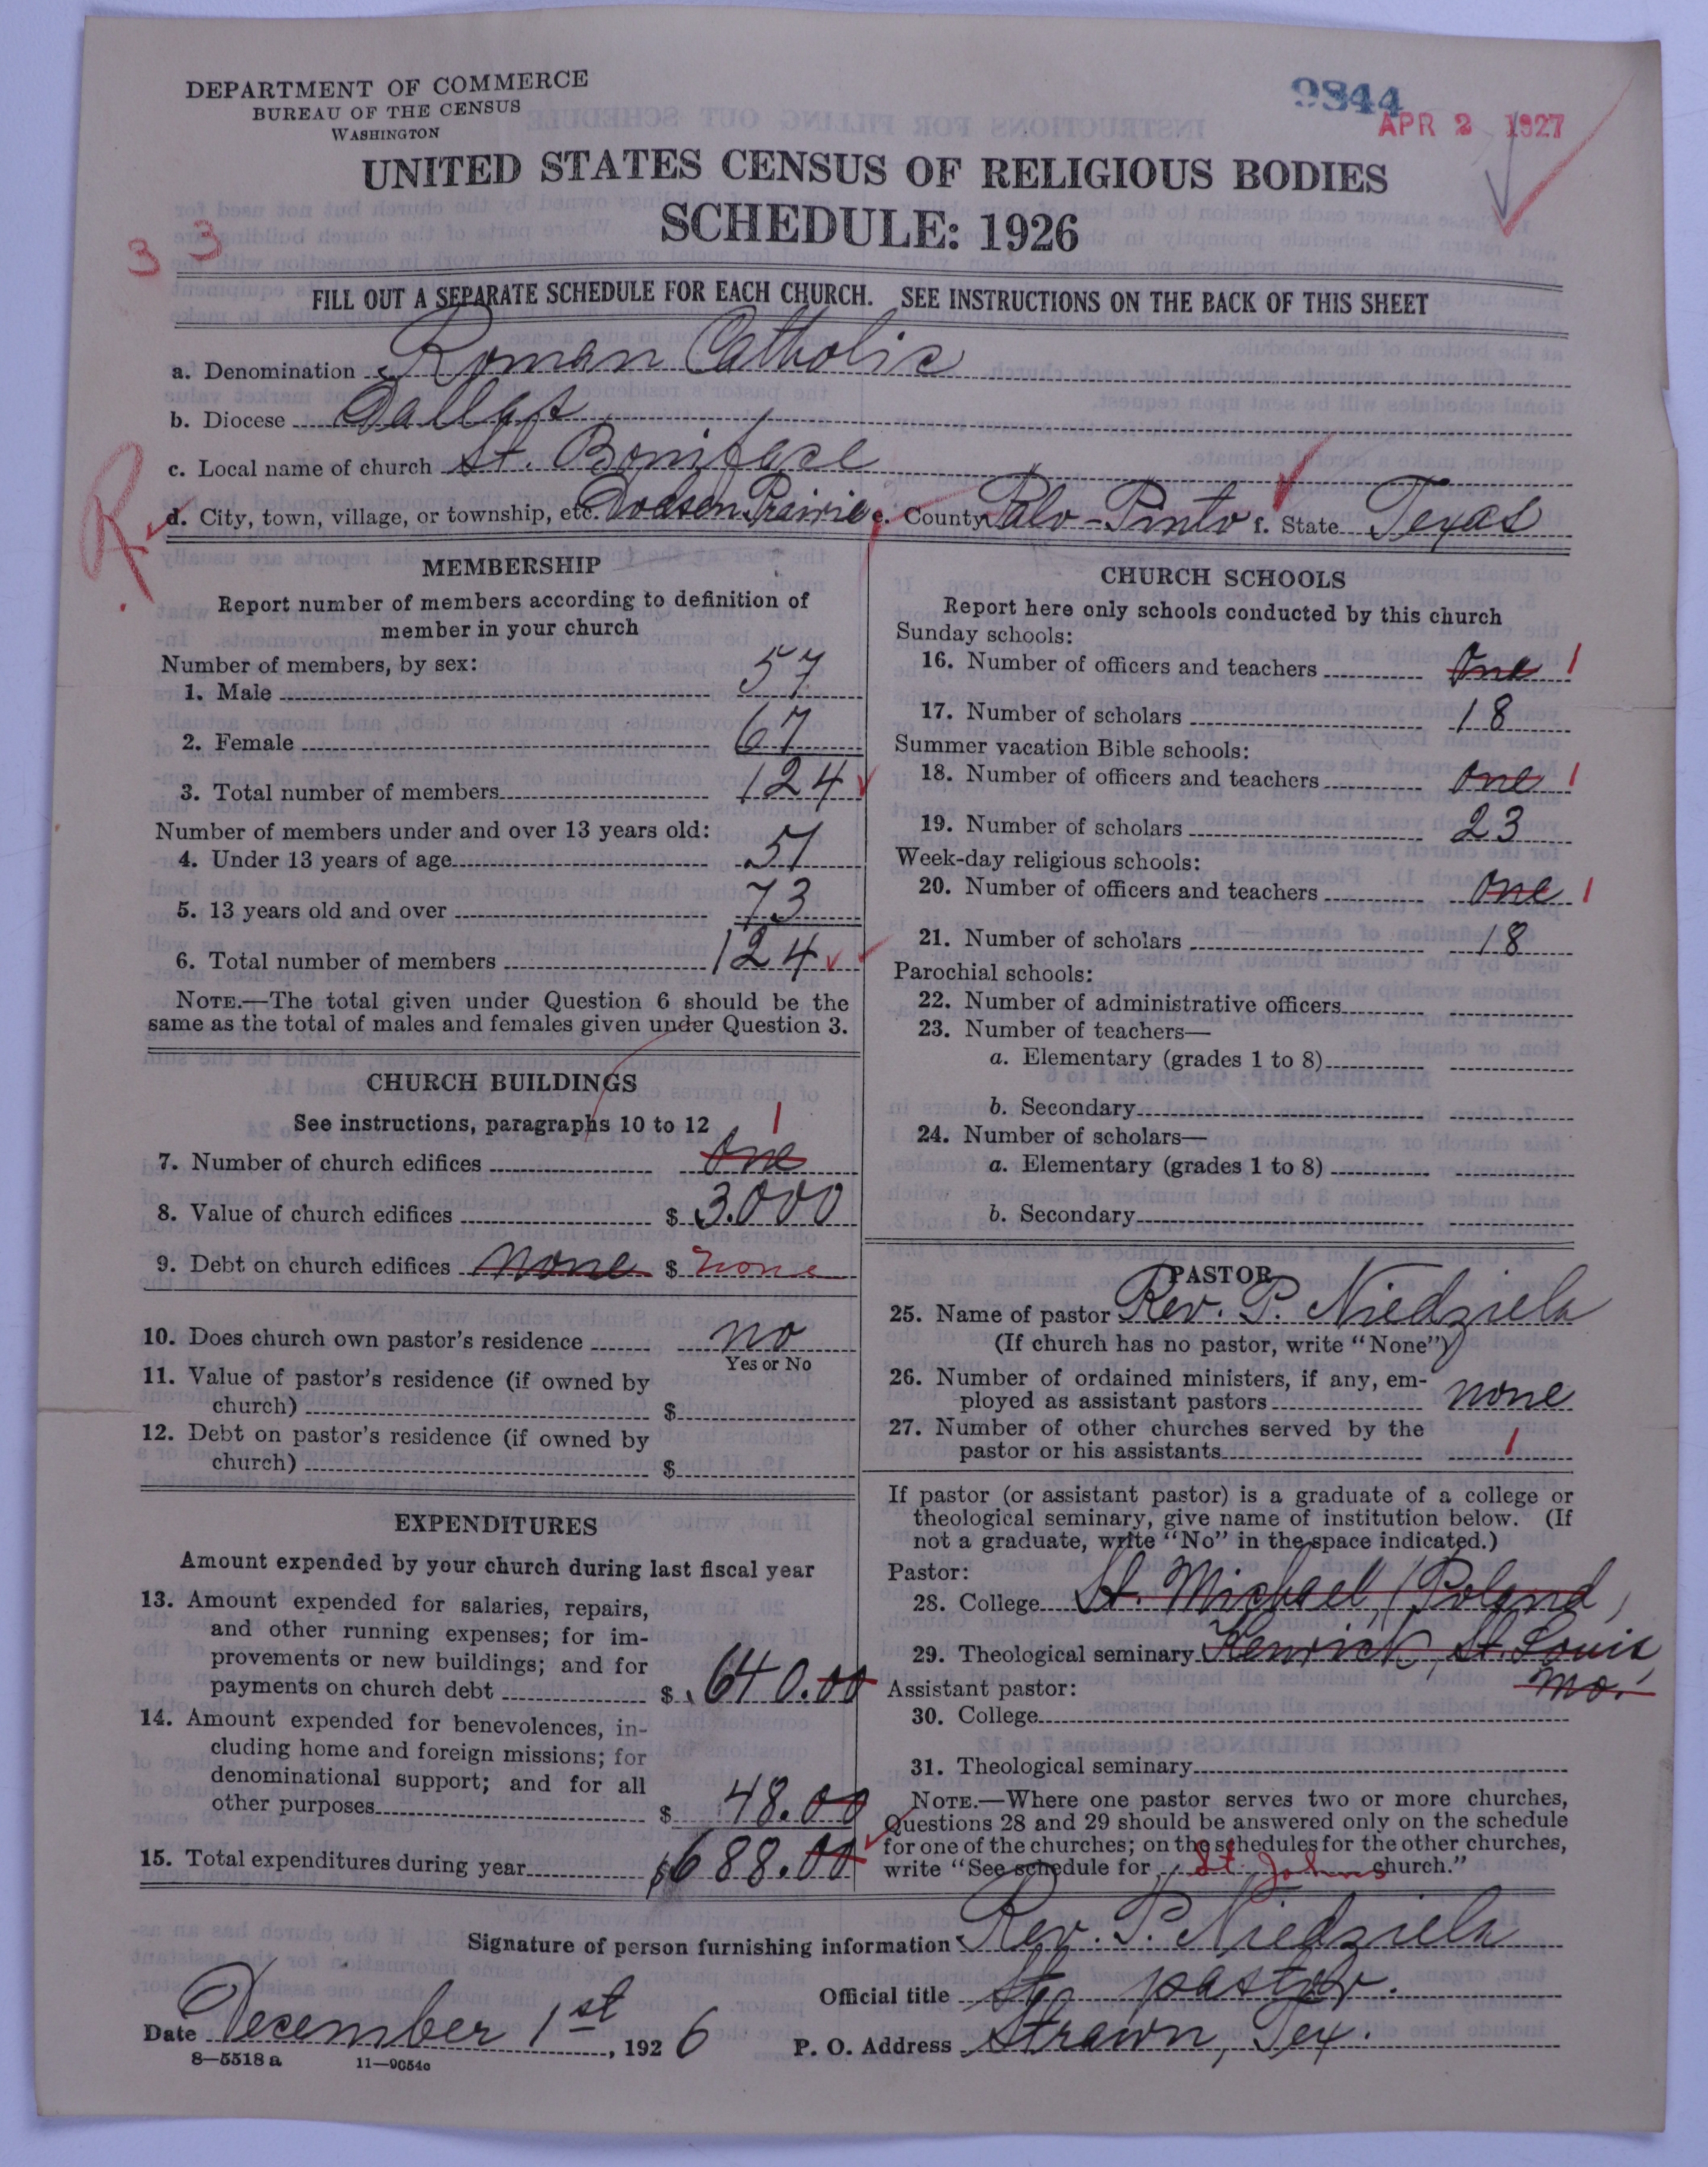 DEPARTMENT OF COMMERCE
BUREAU OF THE CENSUS
WASHINGTON
9844
APR 2 1927
UNITED STATES CENSUS OF RELIGIOUS BODIES
SCHEDULE: 1926
3 3
FILL OUT A SEPARATE SCHEDULE FOR EACH CHURCH. SEE INSTRUCTIONS ON THE BACK OF THIS SHEET
a. Denomination Roman Catholic
b. Diocese Dallas
c. Local name of church St. Boniface
R
d. City, town, village, or township, etc. Dodson Prairie e. County Palo-Pinto f. State Texas
MEMBERSHIP
Report number of members according to definition of
member in your church
Number of members, by sex:
1. Male 57
2. Female 67
3. Total number of members 124
Number of members under and over 13 years old:
4. Under 13 years of age 51
5. 13 years old and over 73
6. Total number of members 124
NOTE.—The total given under Question 6 should be the
same as the total of males and females given under Question 3.
CHURCH BUILDINGS
See instructions, paragraphs 10 to 12
7. Number of church edifices One 1
8. Value of church edifices $ 3.000
9. Debt on church edifices none $ none
10. Does church own pastor's residence no
Yes or No
11. Value of pastor's residence (if owned by
church) $
12. Debt on pastor's residence (if owned by
church) $
EXPENDITURES
Amount expended by your church during last fiscal year
13. Amount expended for salaries, repairs,
and other running expenses; for im-
provements or new buildings; and for
payments on church debt $ 640.00
14. Amount expended for benevolences, in-
cluding home and foreign missions; for
denominational support; and for all
other purposes $ 48.00
15. Total expenditures during year $688.00
CHURCH SCHOOLS
Report here only schools conducted by this church
Sunday schools:
16. Number of officers and teachers One 1
17. Number of scholars 18
Summer vacation Bible schools:
18. Number of officers and teachers One 1
19. Number of scholars 23
Week-day religious schools:
20. Number of officers and teachers One 1
21. Number of scholars 18
Parochial schools:
22. Number of administrative officers
23. Number of teachers—
a. Elementary (grades 1 to 8)
b. Secondary
24. Number of scholars—
a. Elementary (grades 1 to 8)
b. Secondary
PASTOR
25. Name of pastor Rev. P. Niedziela
(If church has no pastor, write "None")
26. Number of ordained ministers, if any, em-
ployed as assistant pastors none
27. Number of other churches served by the
pastor or his assistants 1
If pastor (or assistant pastor) is a graduate of a college or
theological seminary, give name of institution below. (If
not a graduate, write "No" in the space indicated.)
Pastor:
28. College St. Michael, (Poland)
29. Theological seminary Kenrick, St. Louis
Mo.
Assistant pastor:
30. College
31. Theological seminary
NOTE.—Where one pastor serves two or more churches,
Questions 28 and 29 should be answered only on the schedule
for one of the churches; on the schedules for the other churches,
write "See schedule for St. Johns church."
Signature of person furnishing information Rev. P. Niedziela
Official title pastor.
Date December 1st, 1926
P. O. Address Strawn, Tex.
8—5518 a 11—9054c